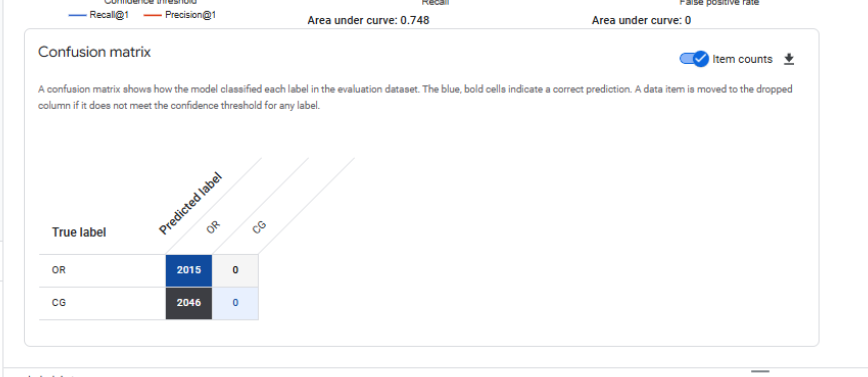 Confidence threshold
Recall
False positive rate
Recall@1 Precision@1
Area under curve: 0.748
Area under curve: 0
Confusion matrix
Item counts
A confusion matrix shows how the model classified each label in the evaluation dataset. The blue, bold cells indicate a correct prediction. A data item is moved to the dropped
column if it does not meet the confidence threshold for any label.
Predicted label
OR
CG
True label
OR 2015 0
CG 2046 0